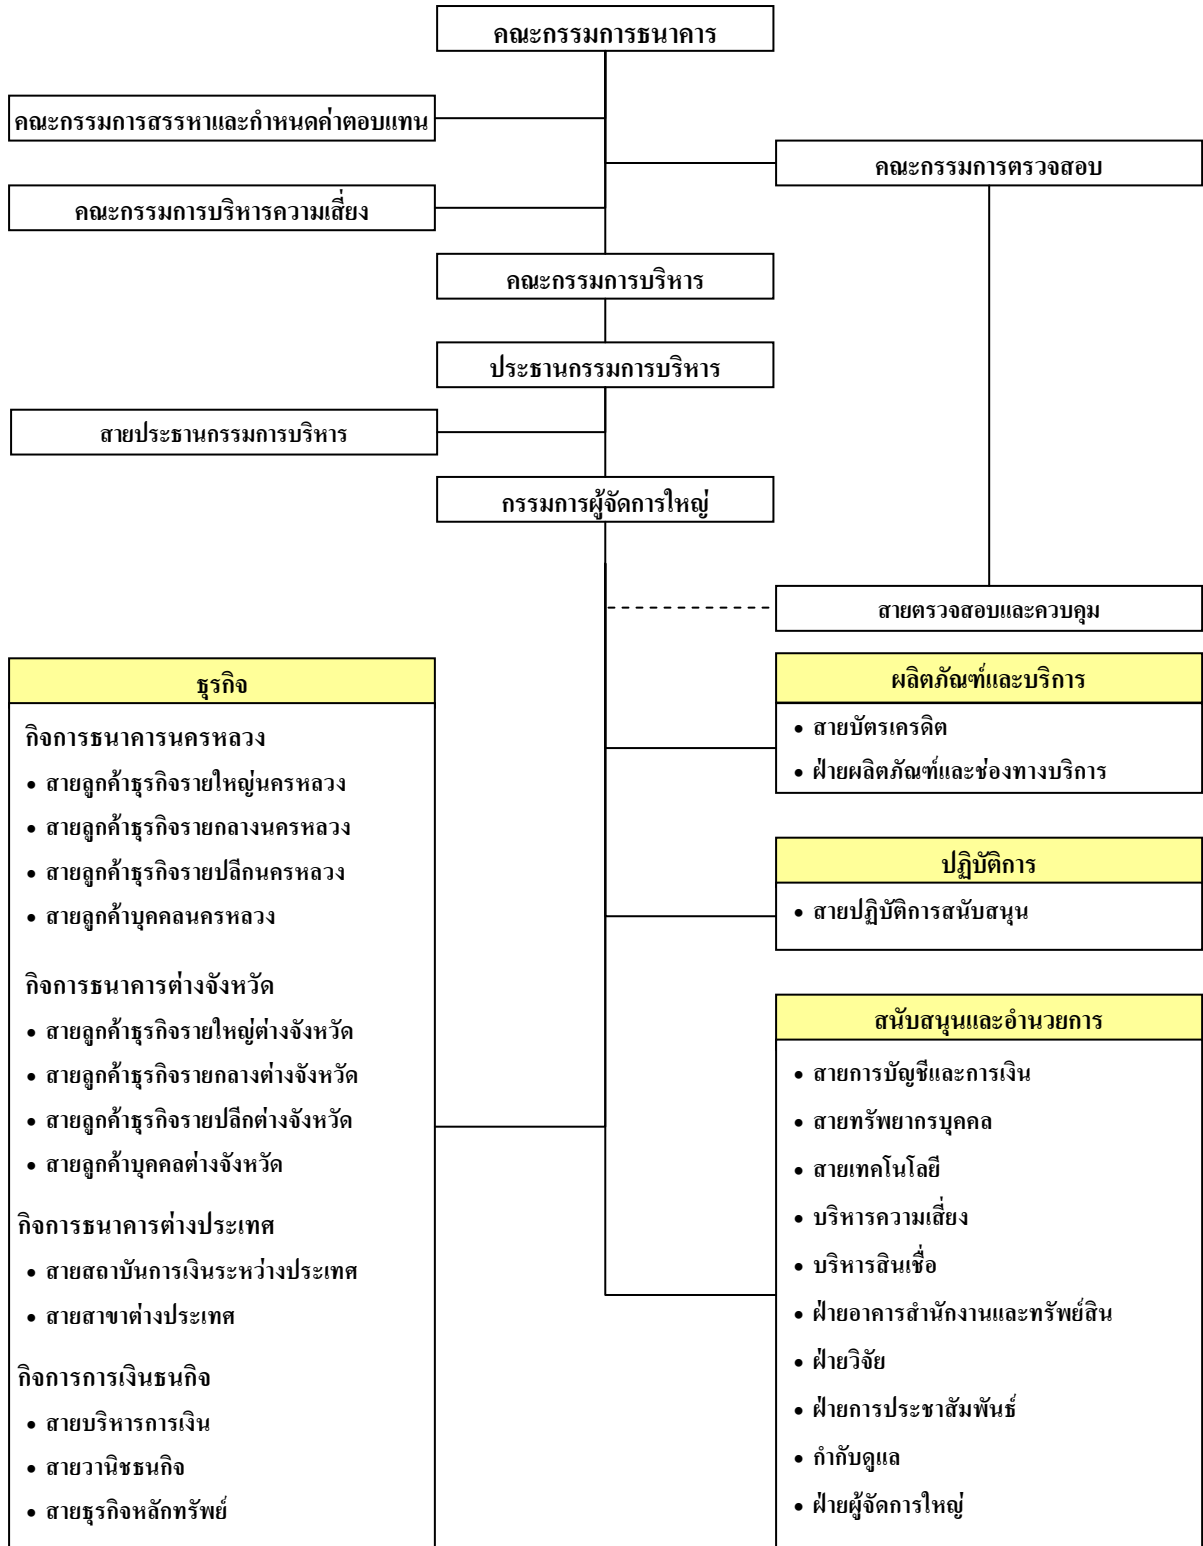 คณะกรรมการธนาคาร
คณะกรรมการสรรหาและกำหนดค่าตอบแทน
คณะกรรมการตรวจสอบ
คณะกรรมการบริหารความเสี่ยง
คณะกรรมการบริหาร
ประธานกรรมการบริหาร
สายประธานกรรมการบริหาร
กรรมการผู้จัดการใหญ่
สายตรวจสอบและควบคุม
ธุรกิจ
กิจการธนาคารนครหลวง
• สายลูกค้าธุรกิจรายใหญ่นครหลวง
• สายลูกค้าธุรกิจรายกลางนครหลวง
• สายลูกค้าธุรกิจรายปลีกนครหลวง
• สายลูกค้าบุคคลนครหลวง
กิจการธนาคารต่างจังหวัด
• สายลูกค้าธุรกิจรายใหญ่ต่างจังหวัด
• สายลูกค้าธุรกิจรายกลางต่างจังหวัด
• สายลูกค้าธุรกิจรายปลีกต่างจังหวัด
• สายลูกค้าบุคคลต่างจังหวัด
กิจการธนาคารต่างประเทศ
• สายสถาบันการเงินระหว่างประเทศ
• สายสาขาต่างประเทศ
กิจการการเงินธนกิจ
• สายบริหารการเงิน
• สายวานิชธนกิจ
• สายธุรกิจหลักทรัพย์
ผลิตภัณฑ์และบริการ
• สายบัตรเครดิต
• ฝ่ายผลิตภัณฑ์และช่องทางบริการ
ปฏิบัติการ
• สายปฏิบัติการสนับสนุน
สนับสนุนและอำนวยการ
• สายการบัญชีและการเงิน
• สายทรัพยากรบุคคล
• สายเทคโนโลยี
• บริหารความเสี่ยง
• บริหารสินเชื่อ
• ฝ่ายอาคารสำนักงานและทรัพย์สิน
• ฝ่ายวิจัย
• ฝ่ายการประชาสัมพันธ์
• กำกับดูแล
• ฝ่ายผู้จัดการใหญ่